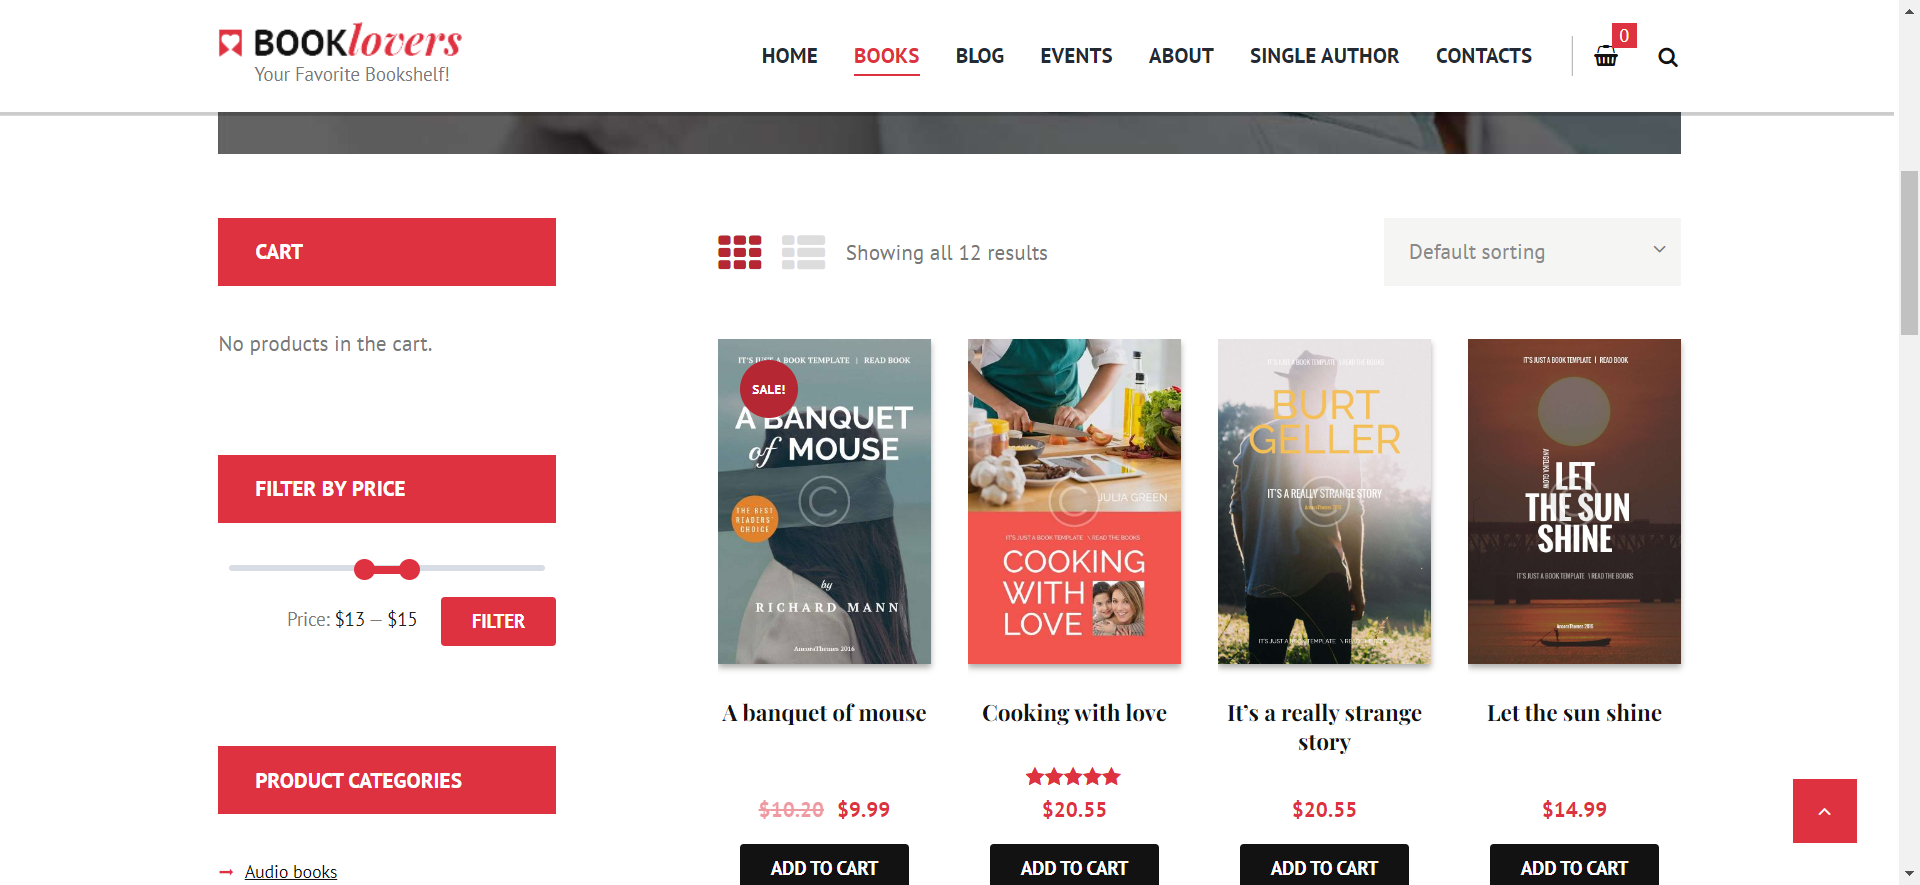 BOOKlovers
Your Favorite Bookshelf!
HOME BOOKS BLOG EVENTS ABOUT SINGLE AUTHOR CONTACTS
0
CART
No products in the cart.
FILTER BY PRICE
Price: $13 — $15
FILTER
PRODUCT CATEGORIES
Audio books
Showing all 12 results
Default sorting
IT'S JUST A BOOK TEMPLATE | READ BOOK
SALE!
A BANQUET
of MOUSE
THE BEST
READERS'
CHOICE
by
RICHARD MANN
AncoraThemes 2016
A banquet of mouse
$10.20 $9.99
ADD TO CART
JULIA GREEN
IT'S JUST A BOOK TEMPLATE \ READ THE BOOKS
COOKING
WITH
LOVE
Cooking with love
$20.55
ADD TO CART
BURT
GELLER
IT'S A REALLY STRANGE STORY
It’s a really strange
story
$20.55
ADD TO CART
IT'S JUST A BOOK TEMPLATE | READ BOOK
ANGELINA GLOW
LET
THE SUN
SHINE
IT'S JUST A BOOK TEMPLATE \ READ THE BOOKS
AncoraThemes 2016
Let the sun shine
$14.99
ADD TO CART